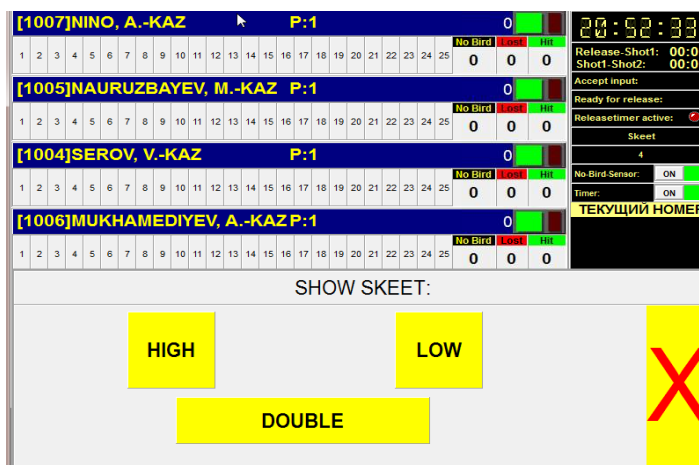 [1007]NINO, A.-KAZ P:1 0
No Bird Lost Hit
1 2 3 4 5 6 7 8 9 10 11 12 13 14 15 16 17 18 19 20 21 22 23 24 25 0 0 0
[1005]NAURUZBAYEV, M.-KAZ P:1 0
No Bird Lost Hit
1 2 3 4 5 6 7 8 9 10 11 12 13 14 15 16 17 18 19 20 21 22 23 24 25 0 0 0
[1004]SEROV, V.-KAZ P:1 0
No Bird Lost Hit
1 2 3 4 5 6 7 8 9 10 11 12 13 14 15 16 17 18 19 20 21 22 23 24 25 0 0 0
[1006]MUKHAMEDIYEV, A.-KAZ P:1 0
No Bird Lost Hit
1 2 3 4 5 6 7 8 9 10 11 12 13 14 15 16 17 18 19 20 21 22 23 24 25 0 0 0
20:52:33
Release-Shot1: 00:0
Shot1-Shot2: 00:0
Accept input:
Ready for release:
Releasetimer active:
Skeet
4
No-Bird-Sensor: ON
Timer: ON
ТЕКУЩИЙ НОМЕР
SHOW SKEET:
HIGH LOW
DOUBLE
X